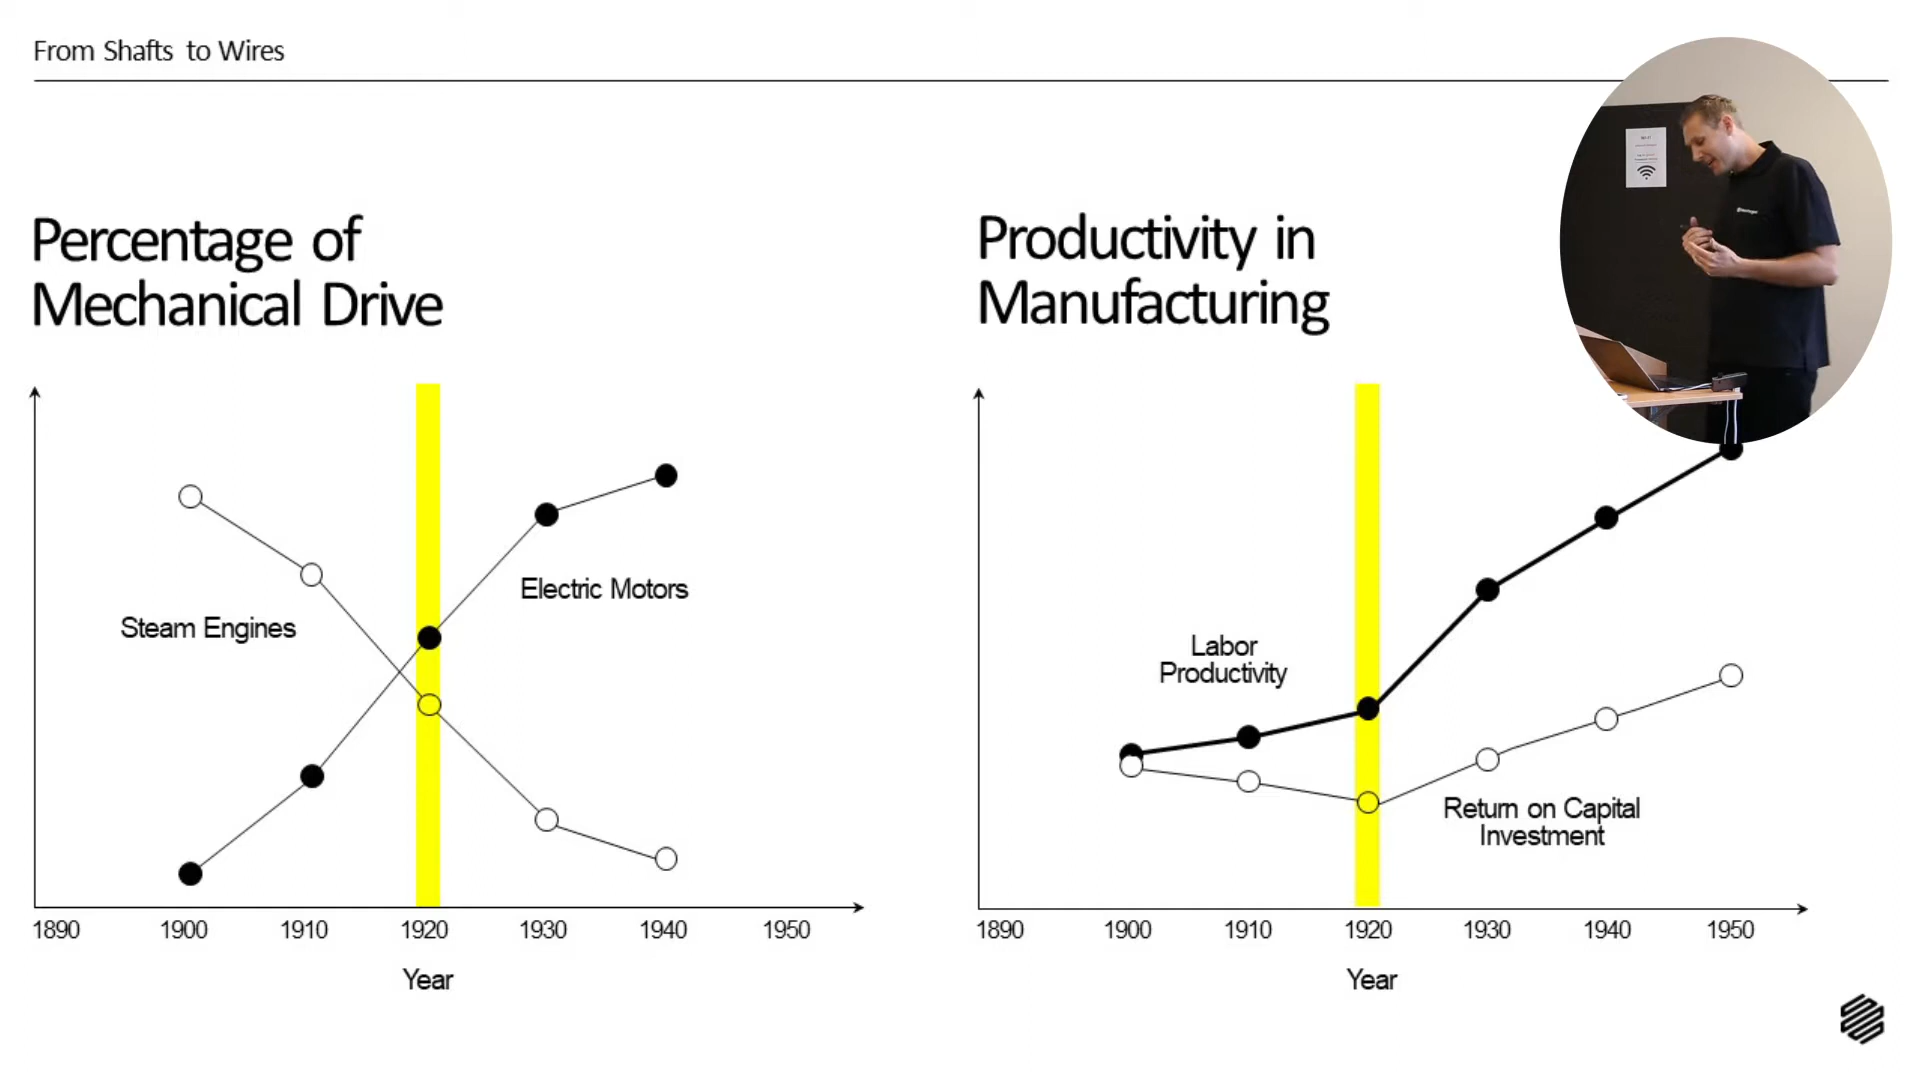 From Shafts to Wires
Percentage of
Mechanical Drive
Steam Engines
Electric Motors
1890 1900 1910 1920 1930 1940 1950
Year
Productivity in
Manufacturing
Labor
Productivity
Return on Capital
Investment
1890 1900 1910 1920 1930 1940 1950
Year